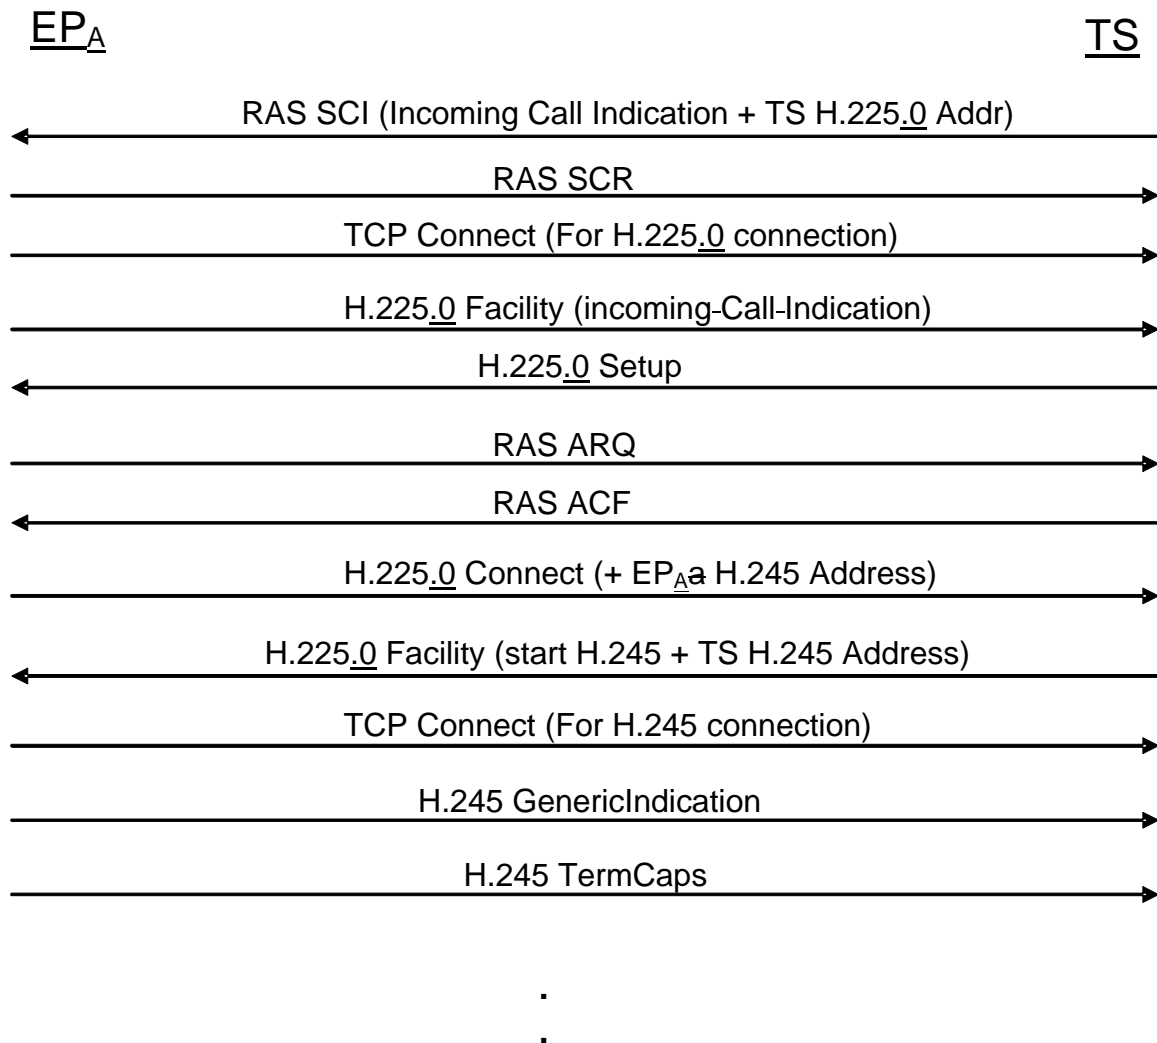 EPA
TS
RAS SCI (Incoming Call Indication + TS H.225.0 Addr)
RAS SCR
TCP Connect (For H.225.0 connection)
H.225.0 Facility (incoming-Call-Indication)
H.225.0 Setup
RAS ARQ
RAS ACF
H.225.0 Connect (+ EPAa H.245 Address)
H.225.0 Facility (start H.245 + TS H.245 Address)
TCP Connect (For H.245 connection)
H.245 GenericIndication
H.245 TermCaps
.
.